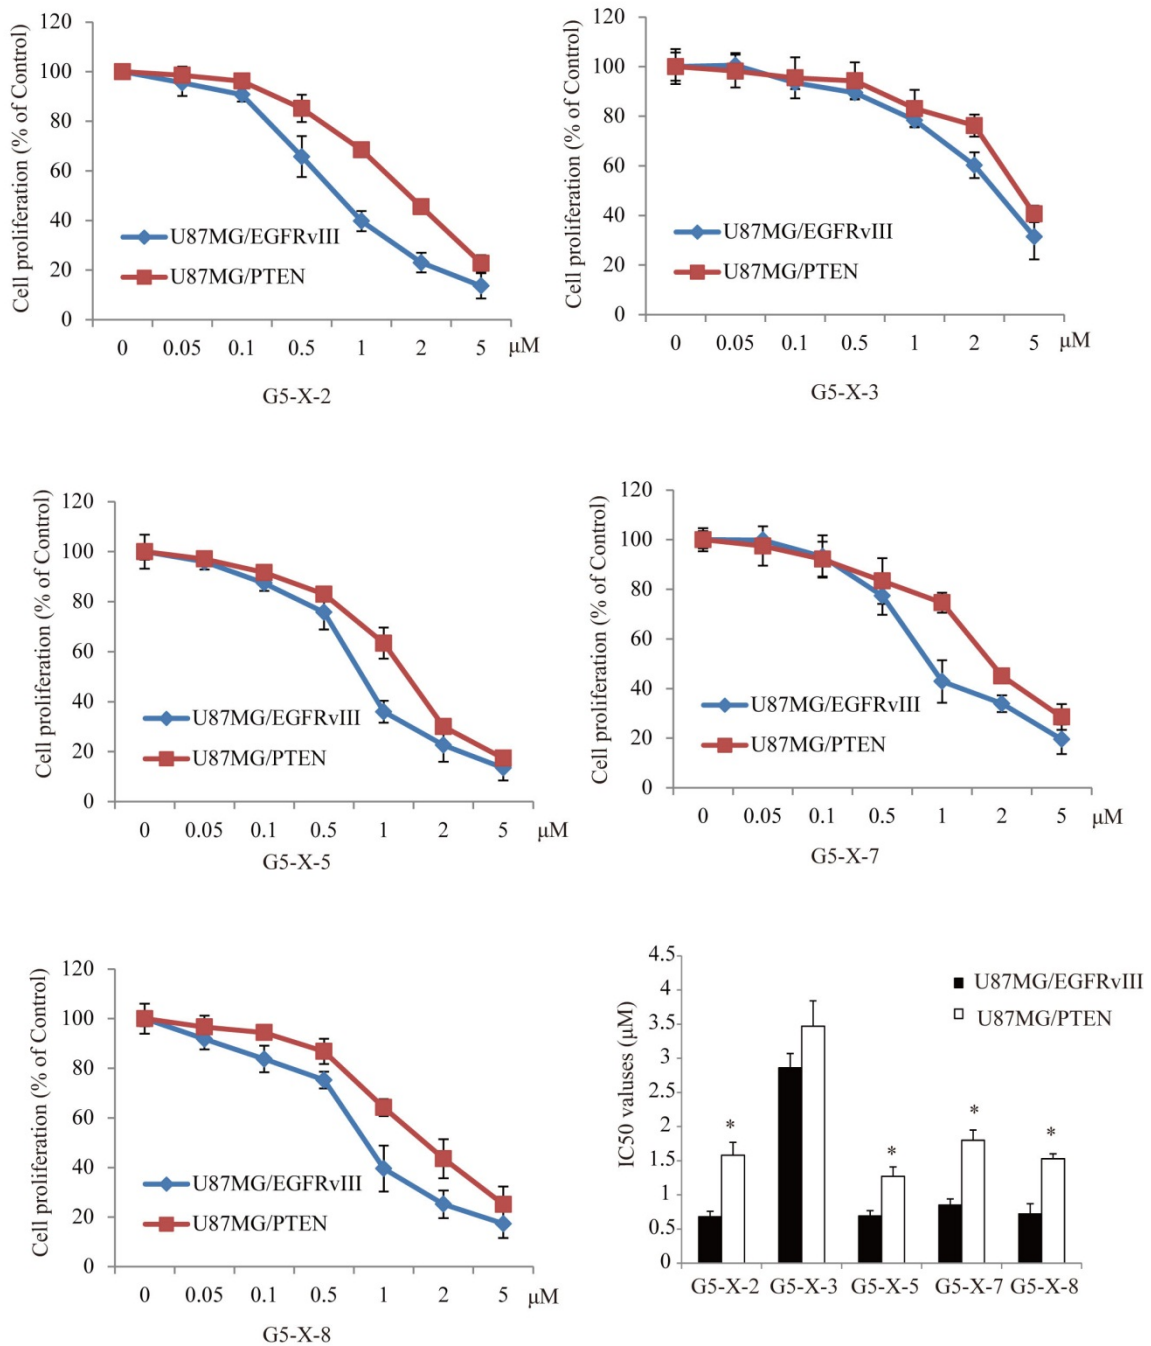 Cell proliferation (% of Control)
120
100
80
60
40
20
0
U87MG/EGFRvIII
U87MG/PTEN
0 0.05 0.1 0.5 1 2 5 μM
G5-X-2
Cell proliferation (% of Control)
120
100
80
60
40
20
0
U87MG/EGFRvIII
U87MG/PTEN
0 0.05 0.1 0.5 1 2 5 μM
G5-X-3
Cell proliferation (% of Control)
120
100
80
60
40
20
0
U87MG/EGFRvIII
U87MG/PTEN
0 0.05 0.1 0.5 1 2 5 μM
G5-X-5
Cell proliferation (% of Control)
120
100
80
60
40
20
0
U87MG/EGFRvIII
U87MG/PTEN
0 0.05 0.1 0.5 1 2 5 μM
G5-X-7
Cell proliferation (% of Control)
120
100
80
60
40
20
0
U87MG/EGFRvIII
U87MG/PTEN
0 0.05 0.1 0.5 1 2 5 μM
G5-X-8
IC50 valuses (μM)
4.5
4
3.5
3
2.5
2
1.5
1
0.5
0
U87MG/EGFRvIII
U87MG/PTEN
* * * *
G5-X-2 G5-X-3 G5-X-5 G5-X-7 G5-X-8